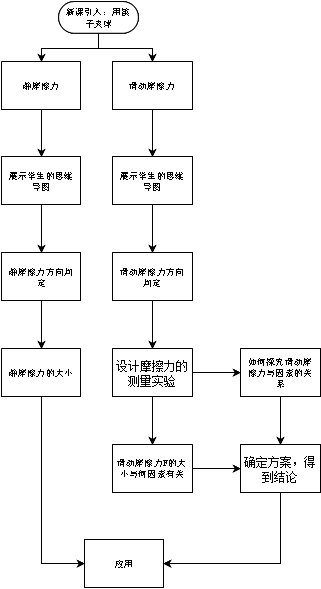 新课引入：用筷
子夹球
静摩擦力
滑动摩擦力
展示学生的思维
导图
展示学生的思维
导图
静摩擦力方向判
定
滑动摩擦力方向
判定
静摩擦力的大小
设计摩擦力的
测量实验
如何探究滑动摩
擦力与因素的关
系
滑动摩擦力F的大
小与何因素有关
确定方案，得
到结论
应用